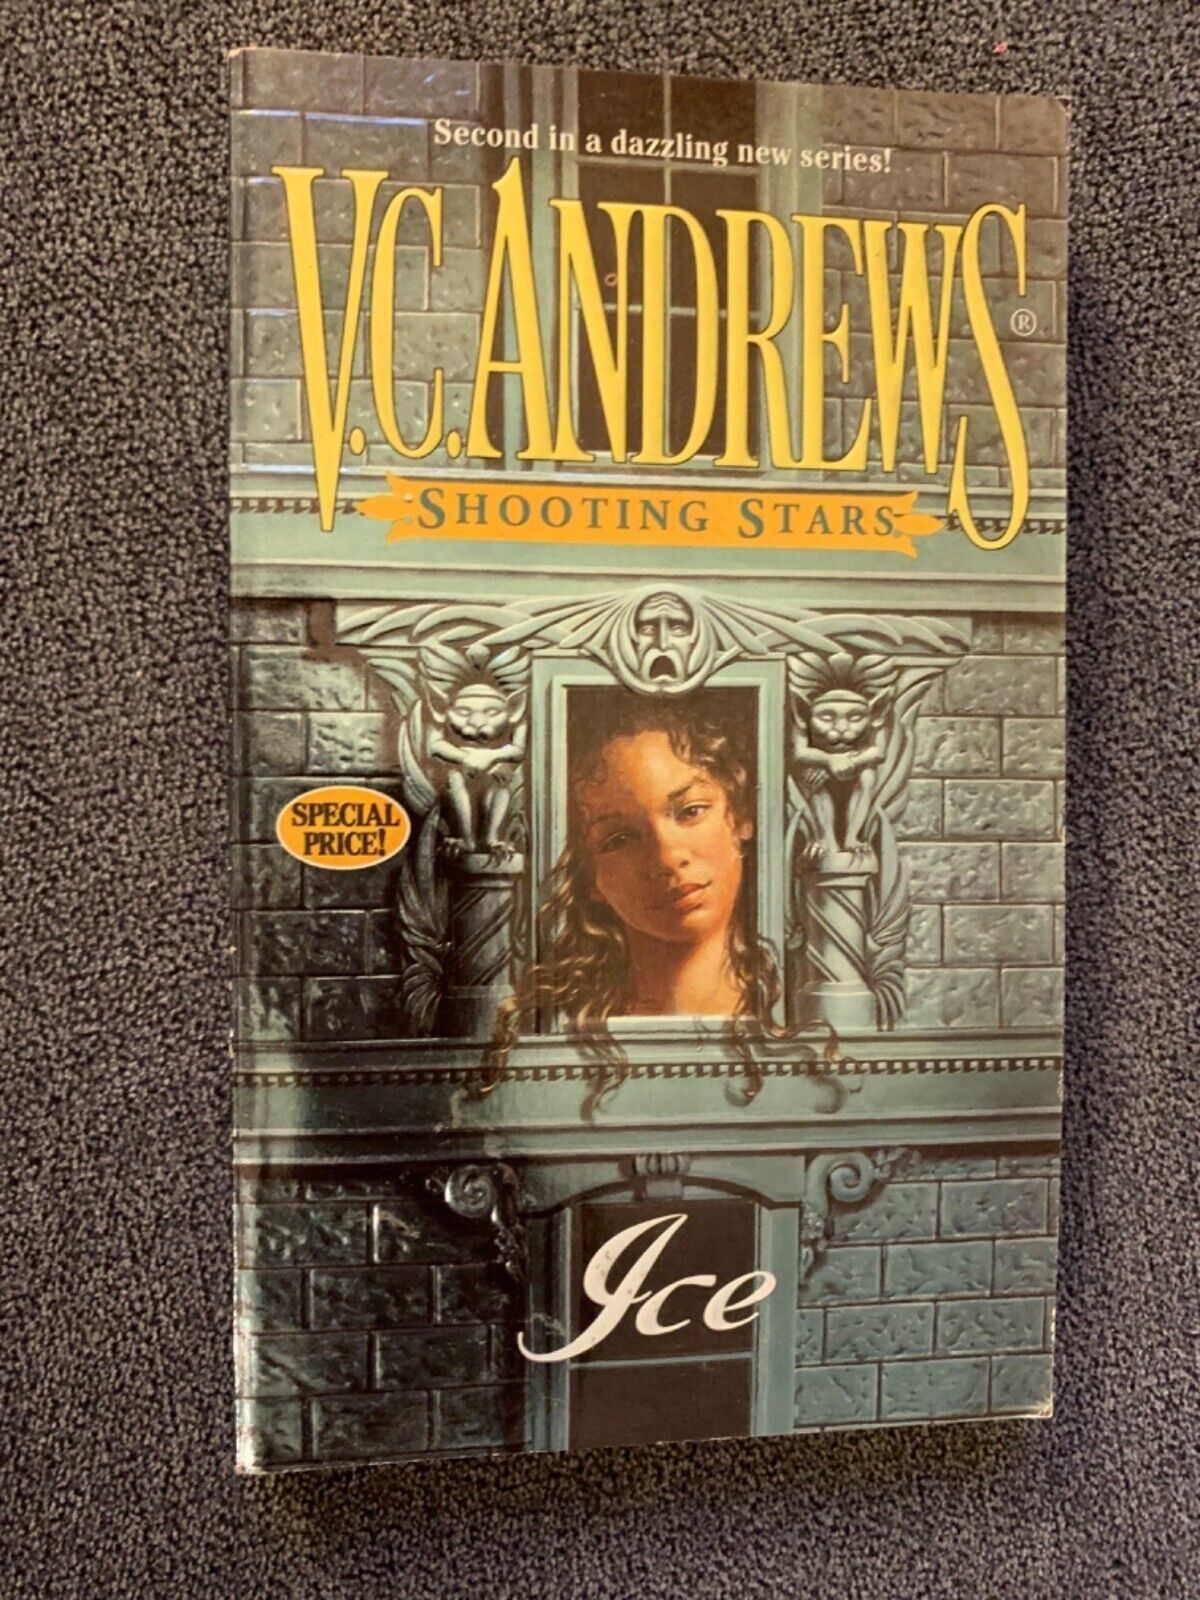 Second in a dazzling new series!
V.C. ANDREWS®
SHOOTING STARS
SPECIAL
PRICE!
Ice